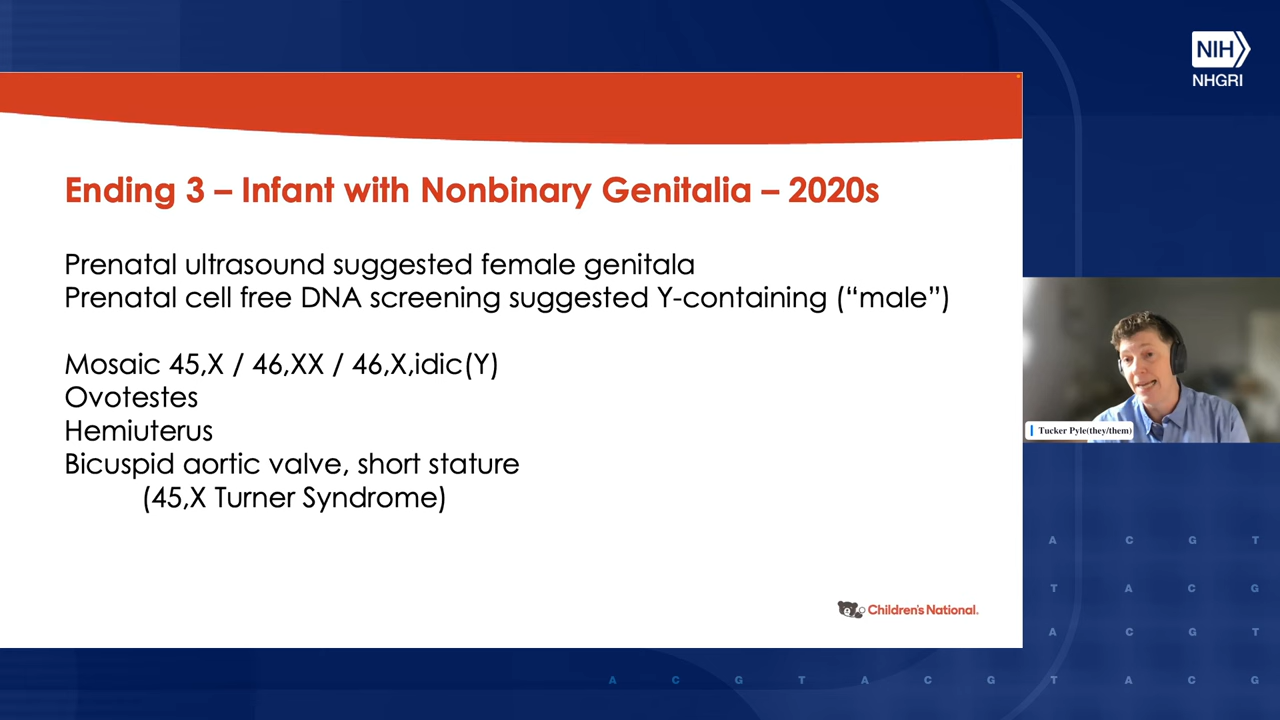 NIH
NHGRI
Ending 3 – Infant with Nonbinary Genitalia – 2020s
Prenatal ultrasound suggested female genitala
Prenatal cell free DNA screening suggested Y-containing (“male”)
Mosaic 45,X / 46,XX / 46,X,idic(Y)
Ovotestes
Hemiuterus
Bicuspid aortic valve, short stature
(45,X Turner Syndrome)
Children's National.
Tucker Pyle(they/them)
A C G T
T A C G
A C G T
A C G T A C G T A C G